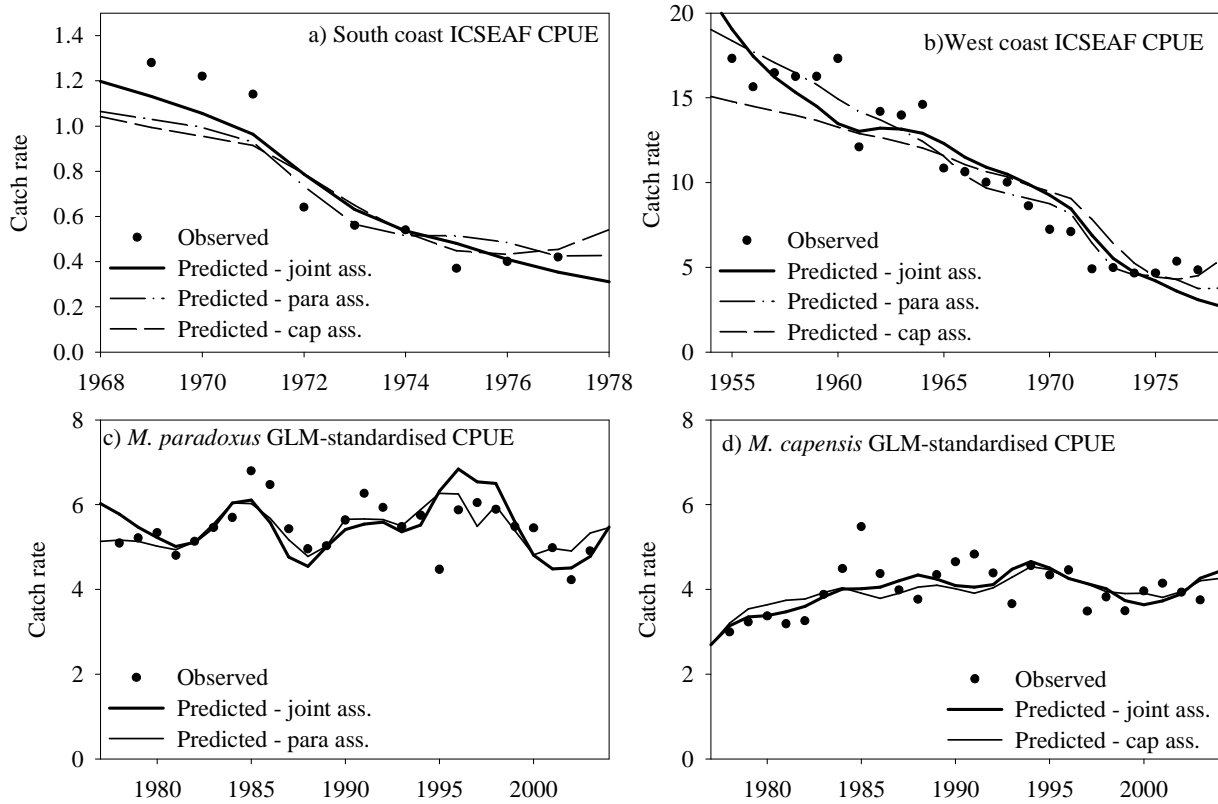 a) South coast ICSEAF CPUE
Catch rate
1.4
1.2
1.0
0.8
0.6
0.4
0.2
0.0
Observed
Predicted - joint ass.
Predicted - para ass.
Predicted - cap ass.
1968 1970 1972 1974 1976 1978
b)West coast ICSEAF CPUE
Catch rate
20
15
10
5
0
Observed
Predicted - joint ass.
Predicted - para ass.
Predicted - cap ass.
1955 1960 1965 1970 1975
c) M. paradoxus GLM-standardised CPUE
Catch rate
8
6
4
2
0
Observed
Predicted - joint ass.
Predicted - para ass.
1980 1985 1990 1995 2000
d) M. capensis GLM-standardised CPUE
Catch rate
8
6
4
2
0
Observed
Predicted - joint ass.
Predicted - cap ass.
1980 1985 1990 1995 2000